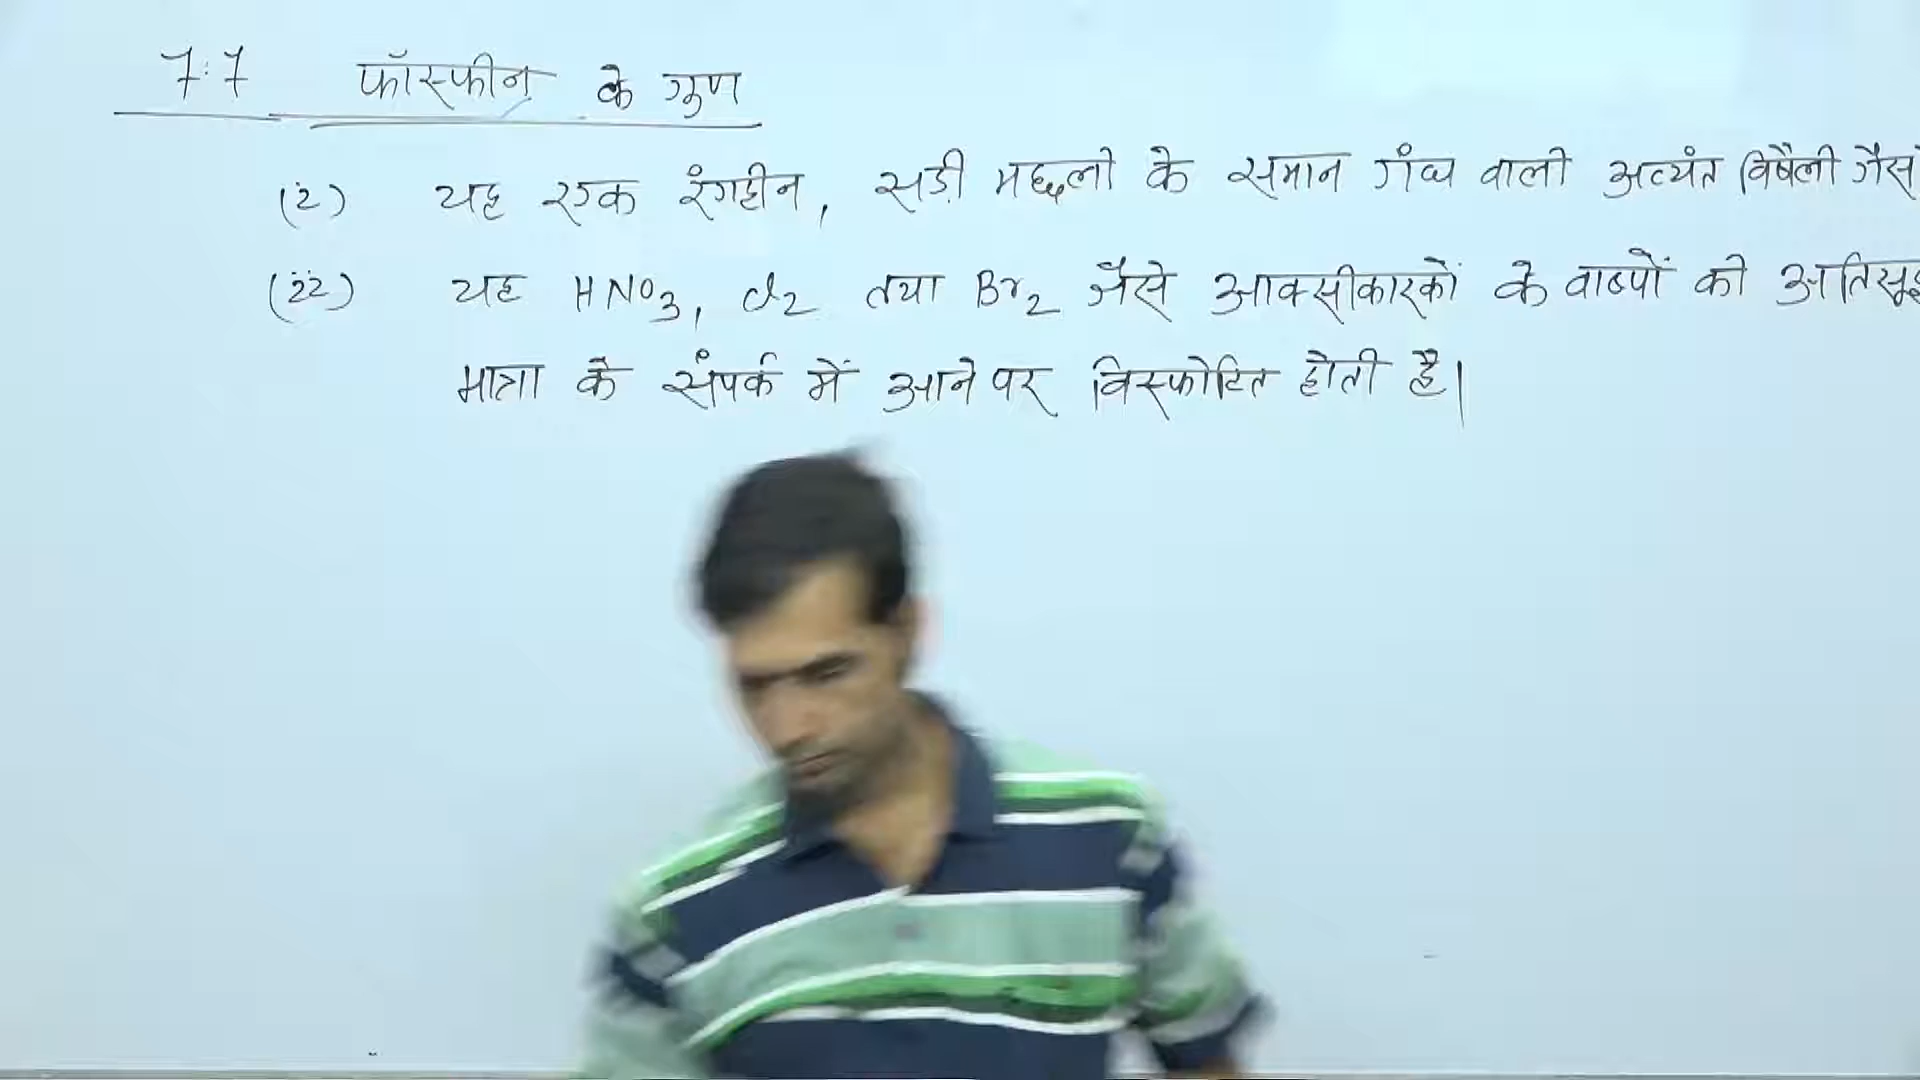 7.7 फॉस्फीन के गुण
(i) यह एक रंगहीन, सड़ी मछली के समान गंध वाली अत्यंत विषैली गैस
(ii) यह HNO3, Cl2 तथा Br2 जैसे आक्सीकारकों के वाष्पों की
मात्रा के संपर्क में आने पर विस्फोटित होती है।